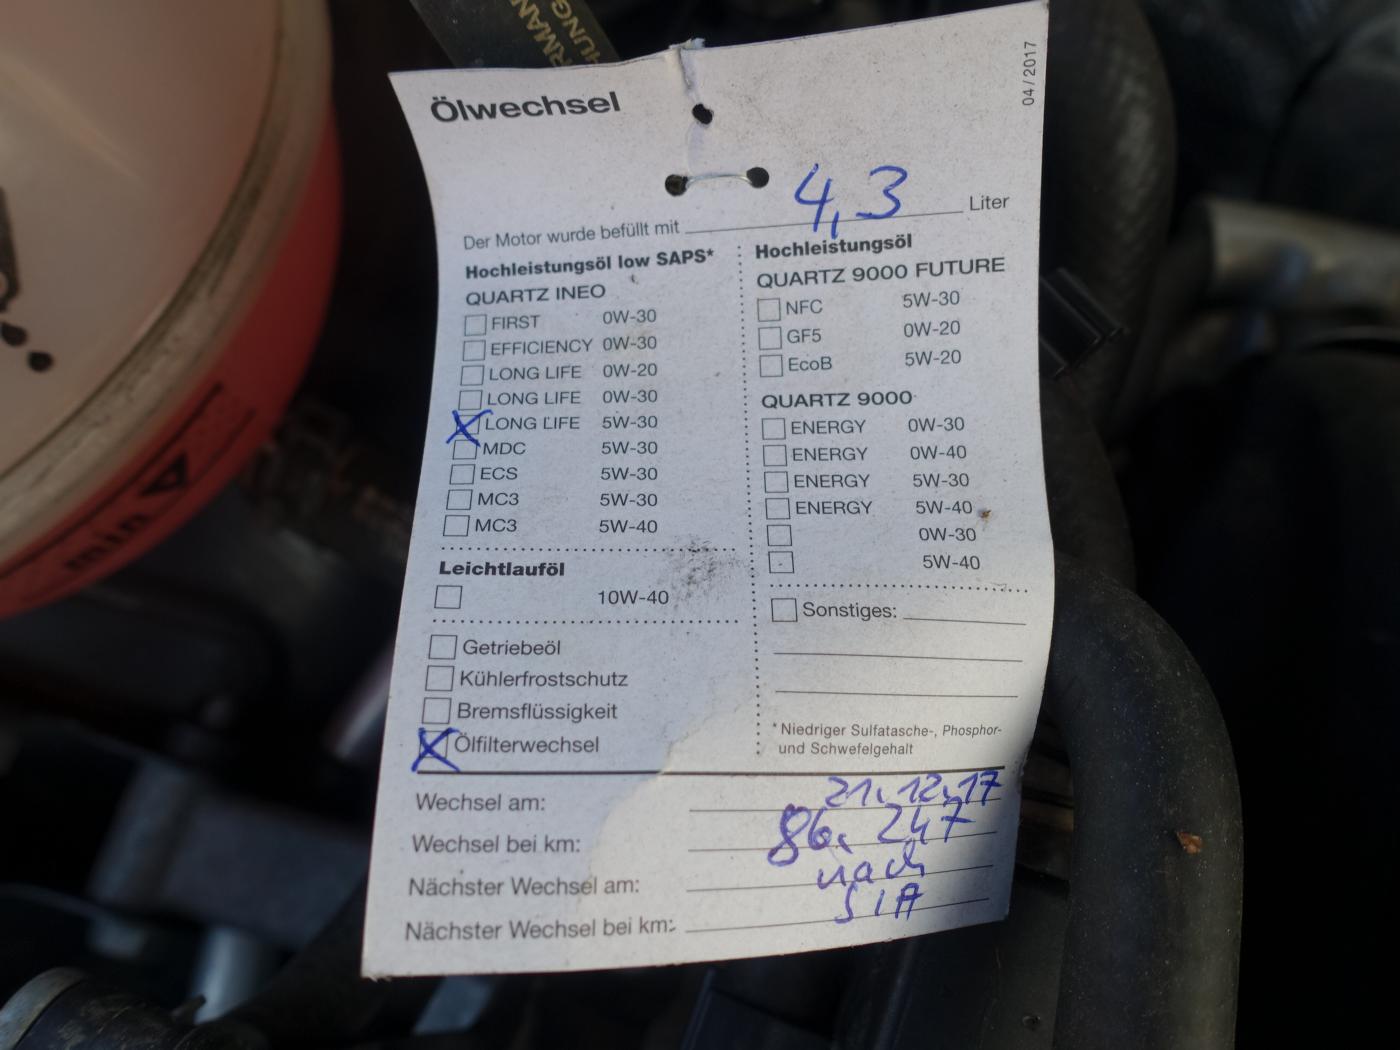 Ölwechsel
04/2017
Der Motor wurde befüllt mit 4,3 Liter
Hochleistungsöl low SAPS*
QUARTZ INEO
FIRST 0W-30
EFFICIENCY 0W-30
LONG LIFE 0W-20
LONG LIFE 0W-30
X LONG LIFE 5W-30
MDC 5W-30
ECS 5W-30
MC3 5W-30
MC3 5W-40
Leichtlauföl
10W-40
Getriebeöl
Kühlerfrostschutz
Bremsflüssigkeit
X Ölfilterwechsel
Hochleistungsöl
QUARTZ 9000 FUTURE
NFC 5W-30
GF5 0W-20
EcoB 5W-20
QUARTZ 9000
ENERGY 0W-30
ENERGY 0W-40
ENERGY 5W-30
ENERGY 5W-40
0W-30
5W-40
Sonstiges:
*Niedriger Sulfatasche-, Phosphor-
und Schwefelgehalt
Wechsel am: 21.12.17
Wechsel bei km: 86.247
Nächster Wechsel am: nach
Nächster Wechsel bei km: SIA
min